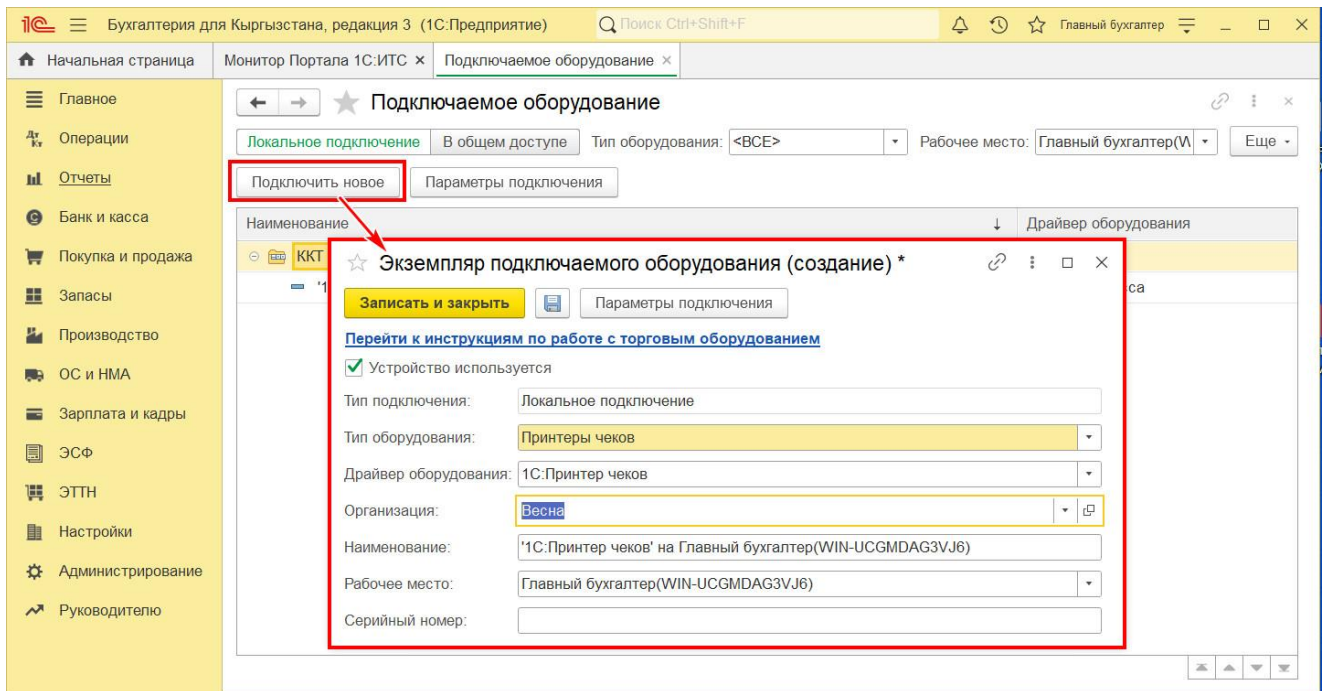 1С Бухгалтерия для Кыргызстана, редакция 3 (1С:Предприятие) Поиск Ctrl+Shift+F Главный бухгалтер
Начальная страница Монитор Портала 1С:ИТС × Подключаемое оборудование ×
Главное
Операции
Отчеты
Банк и касса
Покупка и продажа
Запасы
Производство
ОС и НМА
Зарплата и кадры
ЭСФ
ЭТТН
Настройки
Администрирование
Руководителю
Подключаемое оборудование
Локальное подключение В общем доступе Тип оборудования: <ВСЕ> Рабочее место: Главный бухгалтер(W Еще
Подключить новое Параметры подключения
Наименование ↓ Драйвер оборудования
ККТ
'1 са
Экземпляр подключаемого оборудования (создание) *
Записать и закрыть Параметры подключения
Перейти к инструкциям по работе с торговым оборудованием
Устройство используется
Тип подключения: Локальное подключение
Тип оборудования: Принтеры чеков
Драйвер оборудования: 1С:Принтер чеков
Организация: Весна
Наименование: '1С:Принтер чеков' на Главный бухгалтер(WIN-UCGMDAG3VJ6)
Рабочее место: Главный бухгалтер(WIN-UCGMDAG3VJ6)
Серийный номер: